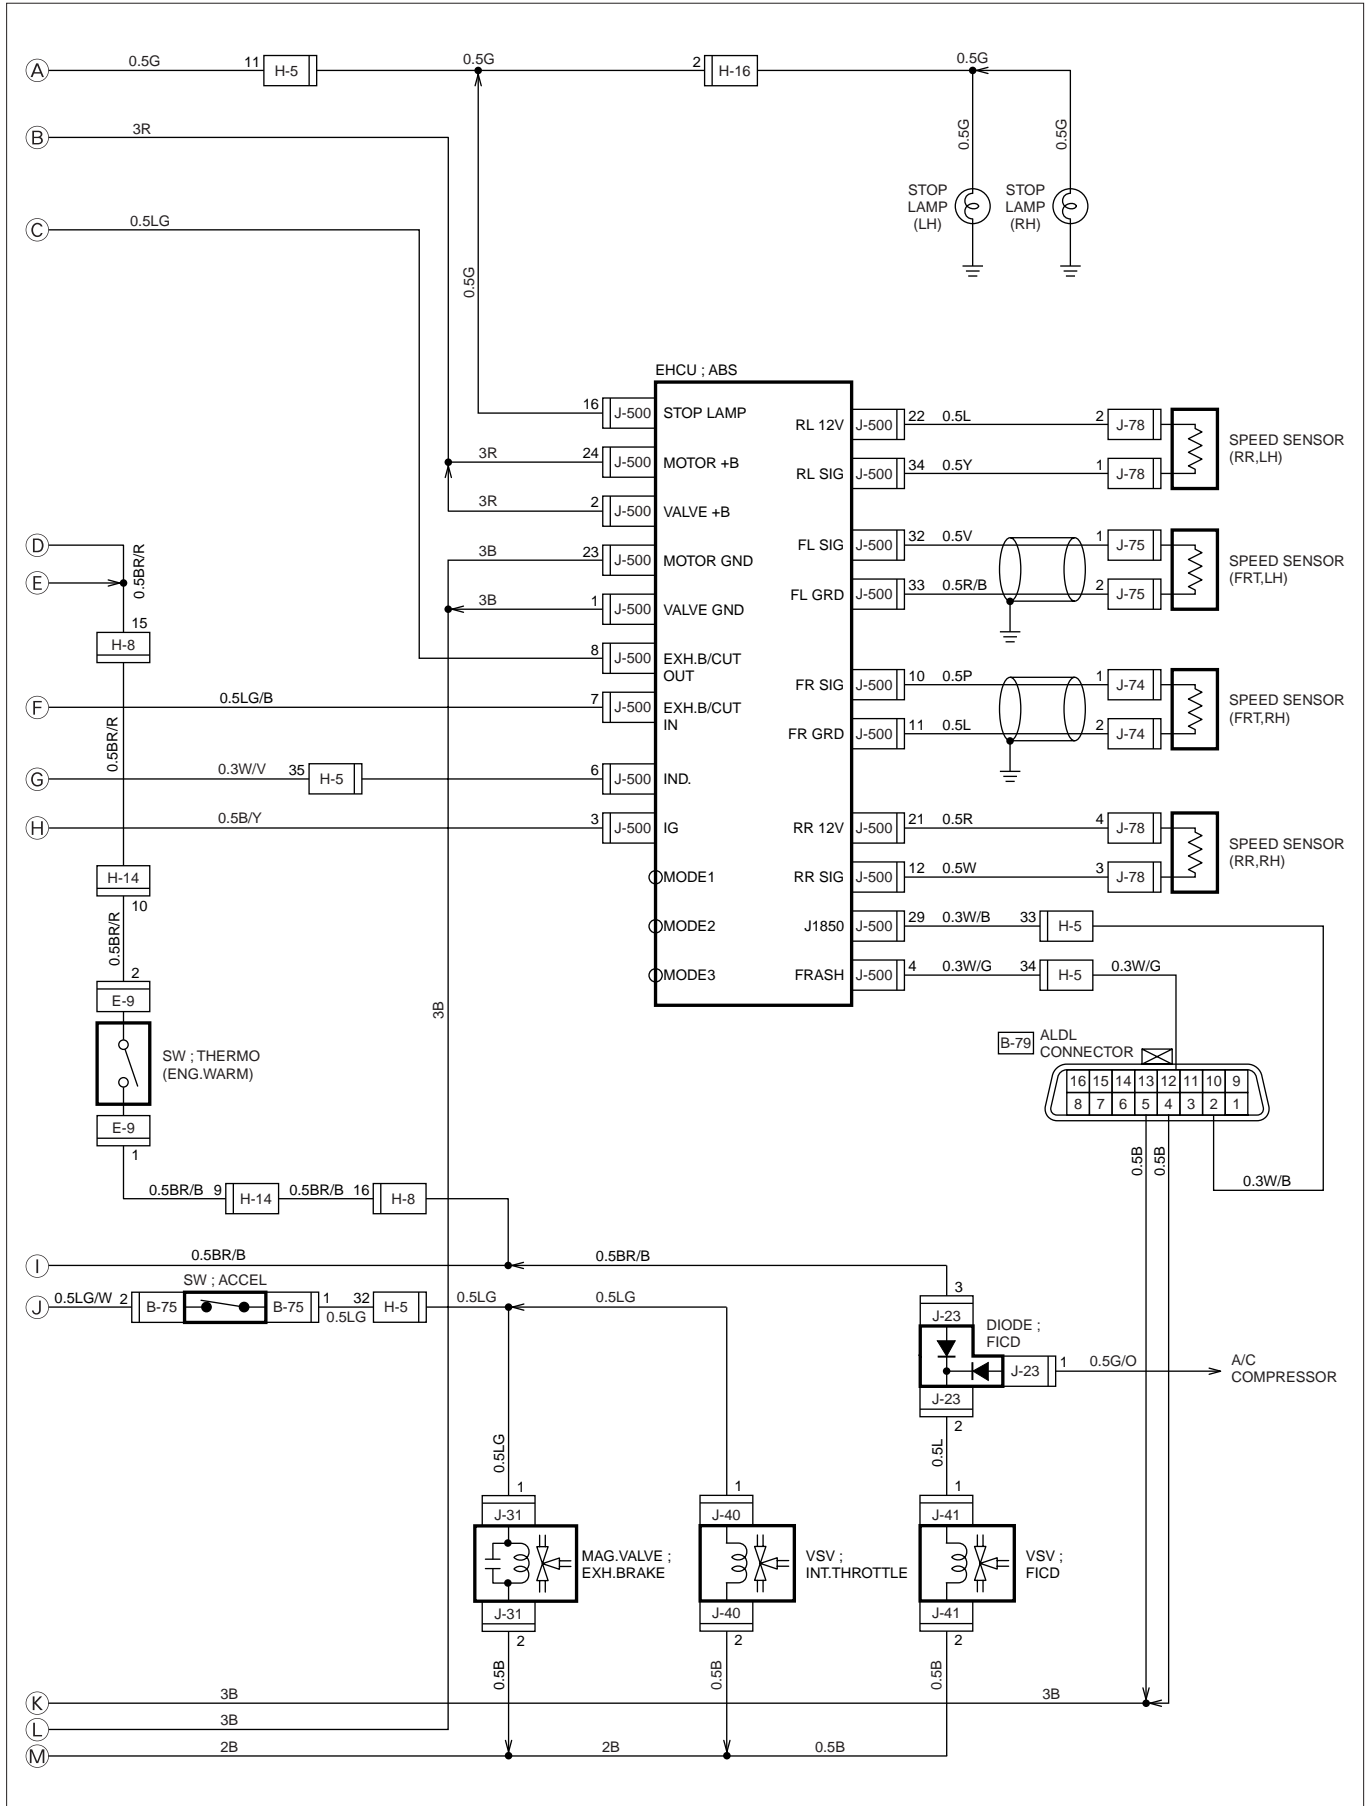 A 0.5G 11 H-5 0.5G 2 H-16 0.5G
B 3R
0.5G 0.5G
STOP LAMP (LH)
STOP LAMP (RH)
C 0.5LG
0.5G
EHCU ; ABS
16 J-500 STOP LAMP
3R 24 J-500 MOTOR +B
3R 2 J-500 VALVE +B
3B 23 J-500 MOTOR GND
3B 1 J-500 VALVE GND
8 J-500 EXH.B/CUT OUT
F 0.5LG/B 7 J-500 EXH.B/CUT IN
G 0.3W/V 35 H-5 6 J-500 IND.
H 0.5B/Y 3 J-500 IG
MODE1
MODE2
MODE3
RL 12V J-500 22 0.5L 2 J-78
RL SIG J-500 34 0.5Y 1 J-78
SPEED SENSOR
(RR,LH)
FL SIG J-500 32 0.5V 1 J-75
FL GRD J-500 33 0.5R/B 2 J-75
SPEED SENSOR
(FRT,LH)
FR SIG J-500 10 0.5P 1 J-74
FR GRD J-500 11 0.5L 2 J-74
SPEED SENSOR
(FRT,RH)
RR 12V J-500 21 0.5R 4 J-78
RR SIG J-500 12 0.5W 3 J-78
SPEED SENSOR
(RR,RH)
J1850 J-500 29 0.3W/B 33 H-5
FRASH J-500 4 0.3W/G 34 H-5 0.3W/G
D
E
0.5BR/R
15
H-8
0.5BR/R
H-14
10
0.5BR/R
2
E-9
SW ; THERMO
(ENG.WARM)
E-9
1
3B
B-79 ALDL
CONNECTOR
16 15 14 13 12 11 10 9
8 7 6 5 4 3 2 1
0.5B 0.5B
0.3W/B
0.5BR/B 9 H-14 0.5BR/B 16 H-8
I 0.5BR/B 0.5BR/B
SW ; ACCEL
J 0.5LG/W 2 B-75 B-75 1 0.5LG 32 H-5 0.5LG 0.5LG
3
J-23
DIODE ;
FICD
J-23 1 0.5G/O
A/C
COMPRESSOR
J-23
2
0.5LG
0.5L
1 1 1
J-31 J-40 J-41
MAG.VALVE ;
EXH.BRAKE
VSV ;
INT.THROTTLE
VSV ;
FICD
J-31 J-40 J-41
2 2 2
0.5B 0.5B 0.5B
K 3B 3B
L 3B
M 2B 2B 0.5B